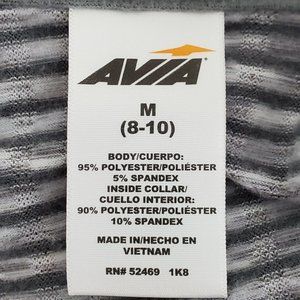 AVIA
M
(8-10)
BODY/CUERPO:
95% POLYESTER/POLIÉSTER
5% SPANDEX
INSIDE COLLAR/
CUELLO INTERIOR:
90% POLYESTER/POLIÉSTER
10% SPANDEX
MADE IN/HECHO EN
VIETNAM
RN# 52469 1K8